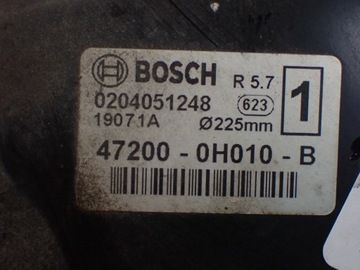 BOSCH R 5.7
0204051248 623 1
19071A Ø225mm
47200 - 0H010 - B